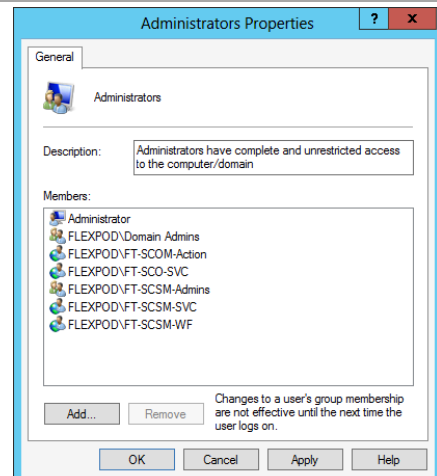 Administrators Properties
? x
General
Administrators
Description:
Administrators have complete and unrestricted access
to the computer/domain
Members:
Administrator
FLEXPOD\Domain Admins
FLEXPOD\FT-SCOM-Action
FLEXPOD\FT-SCO-SVC
FLEXPOD\FT-SCSM-Admins
FLEXPOD\FT-SCSM-SVC
FLEXPOD\FT-SCSM-WF
Add...
Remove
Changes to a user's group membership
are not effective until the next time the
user logs on.
OK
Cancel
Apply
Help